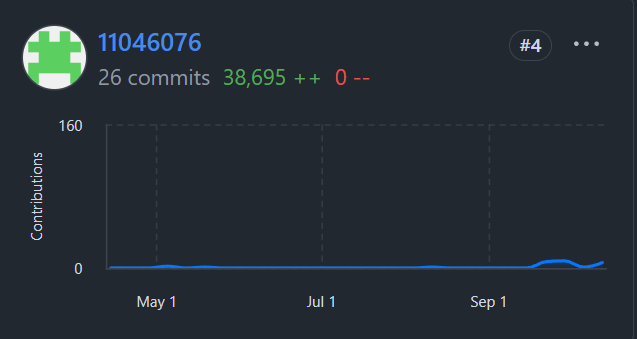 11046076
#4
26 commits 38,695 ++ 0 --
Contributions
160
0
May 1 Jul 1 Sep 1